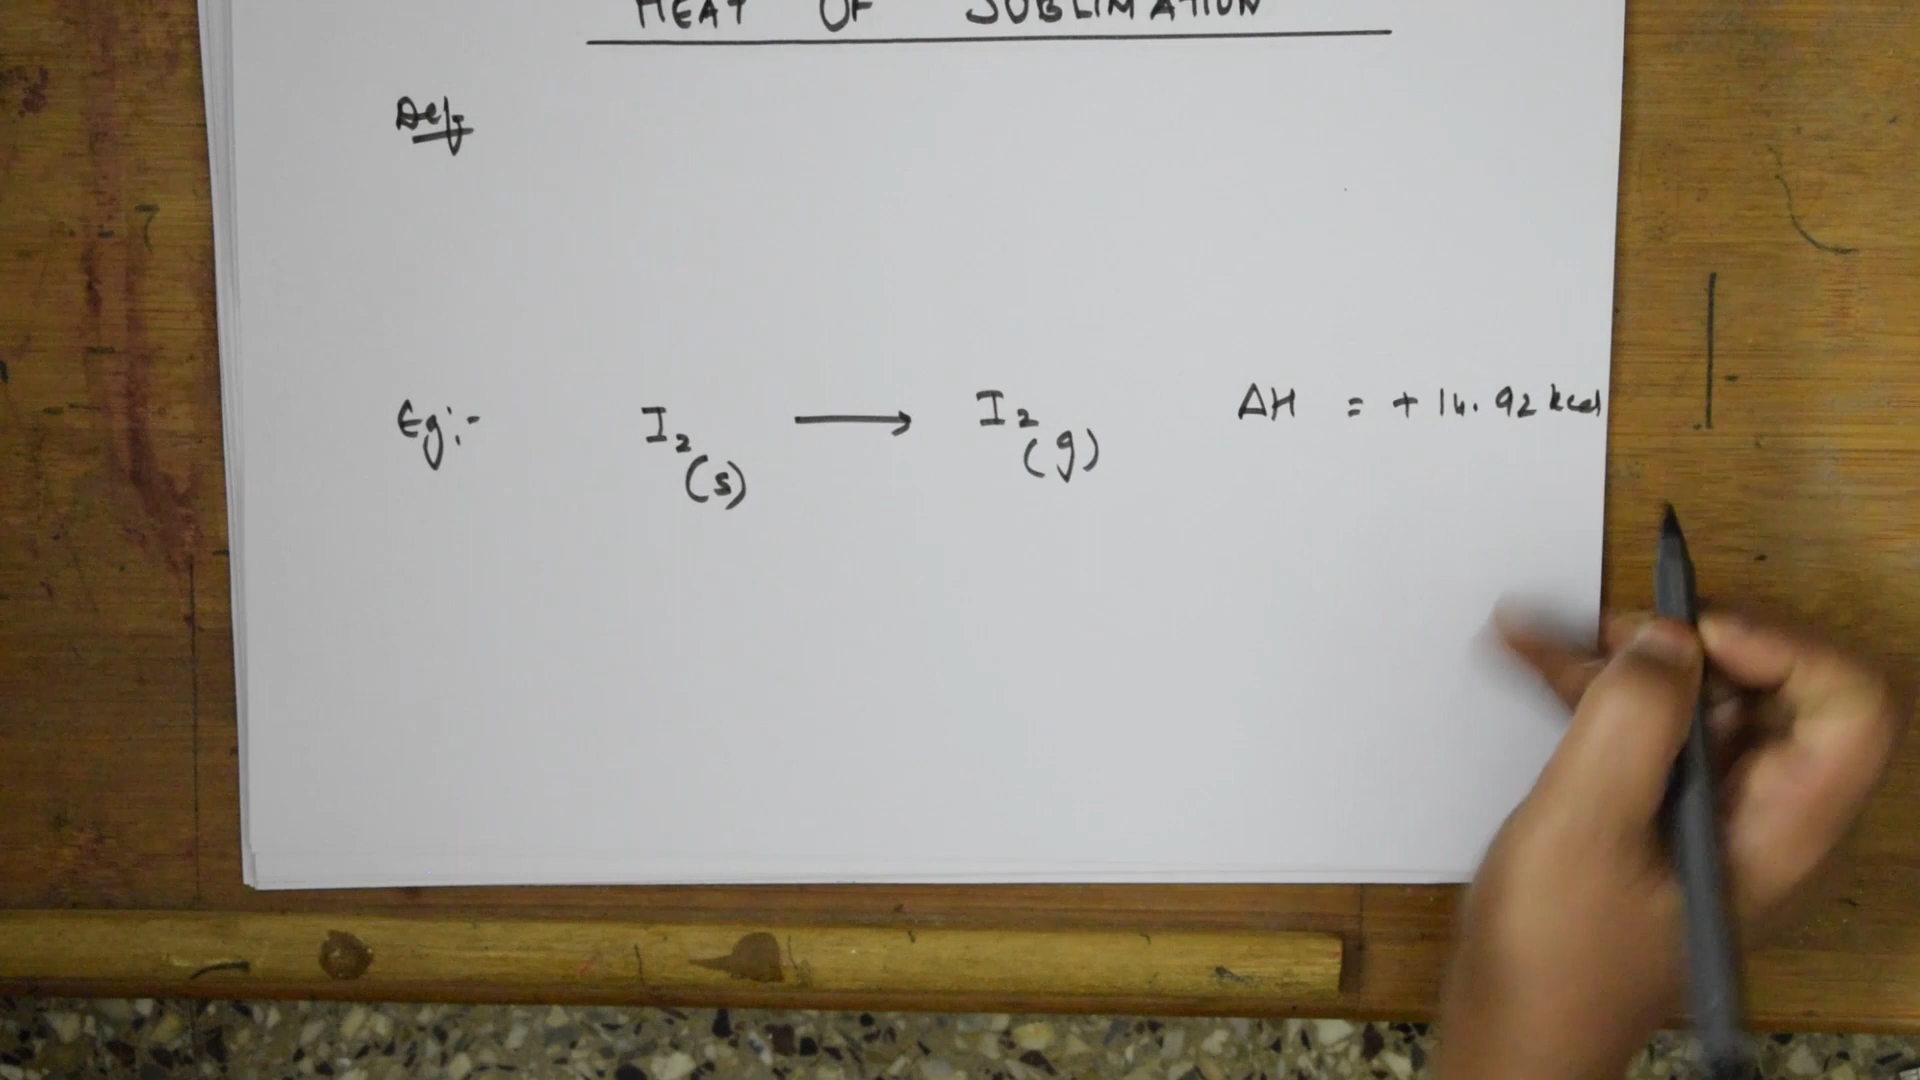 HEAT OF SUBLIMATION
Def
Eg:- I₂(s) ⟶ I₂(g) ΔH = + 14.92 kcal